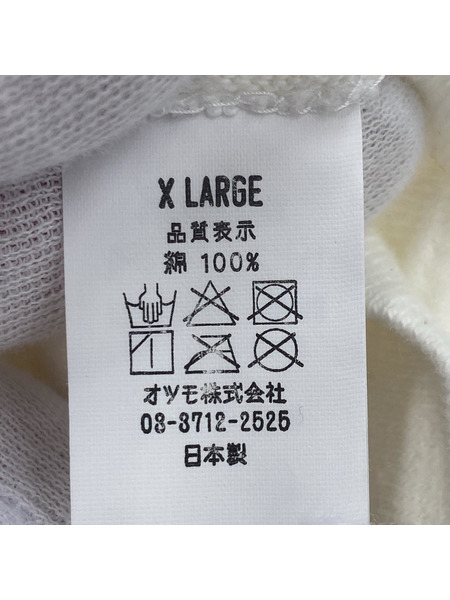 X LARGE
品質表示
綿 100%
オツモ株式会社
03-3712-2525
日本製